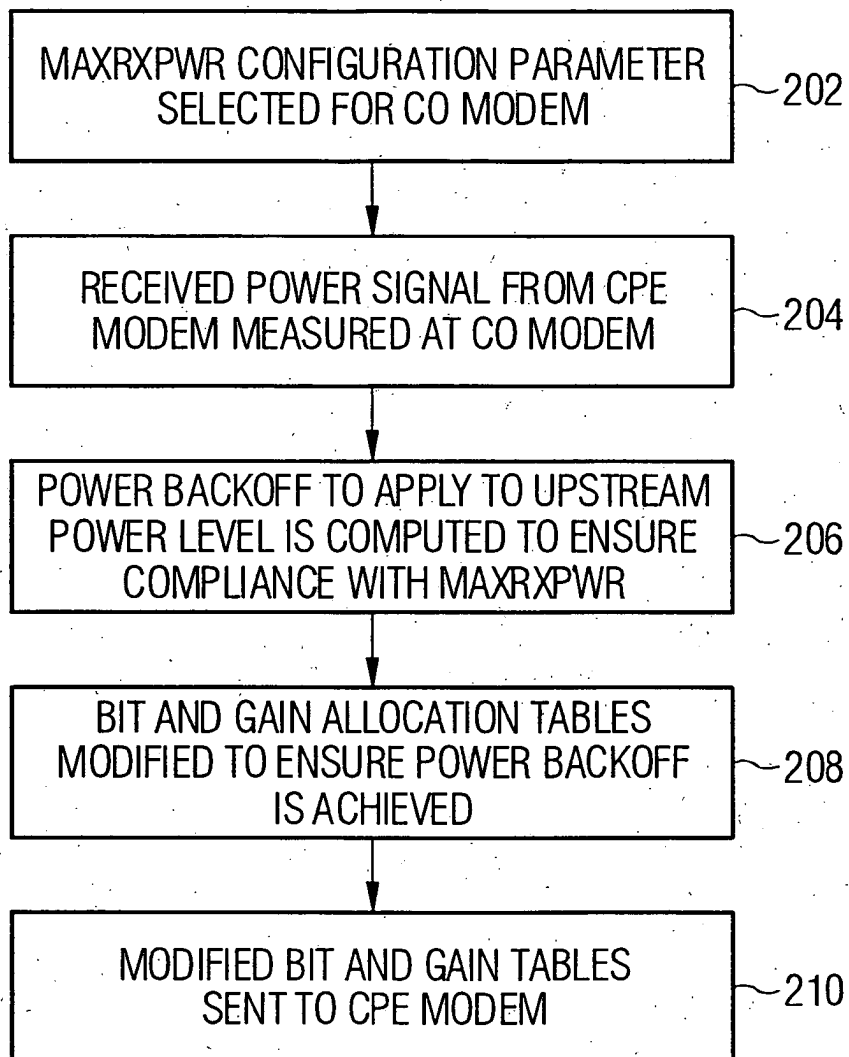 MAXRXPWR CONFIGURATION PARAMETER
SELECTED FOR CO MODEM
202
RECEIVED POWER SIGNAL FROM CPE
MODEM MEASURED AT CO MODEM
204
POWER BACKOFF TO APPLY TO UPSTREAM
POWER LEVEL IS COMPUTED TO ENSURE
COMPLIANCE WITH MAXRXPWR
206
BIT AND GAIN ALLOCATION TABLES
MODIFIED TO ENSURE POWER BACKOFF
IS ACHIEVED
208
MODIFIED BIT AND GAIN TABLES
SENT TO CPE MODEM
210